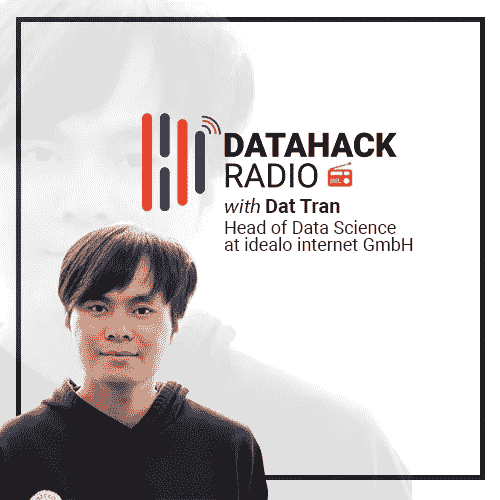 DATAHACK
RADIO
with Dat Tran
Head of Data Science
at idealo internet GmbH